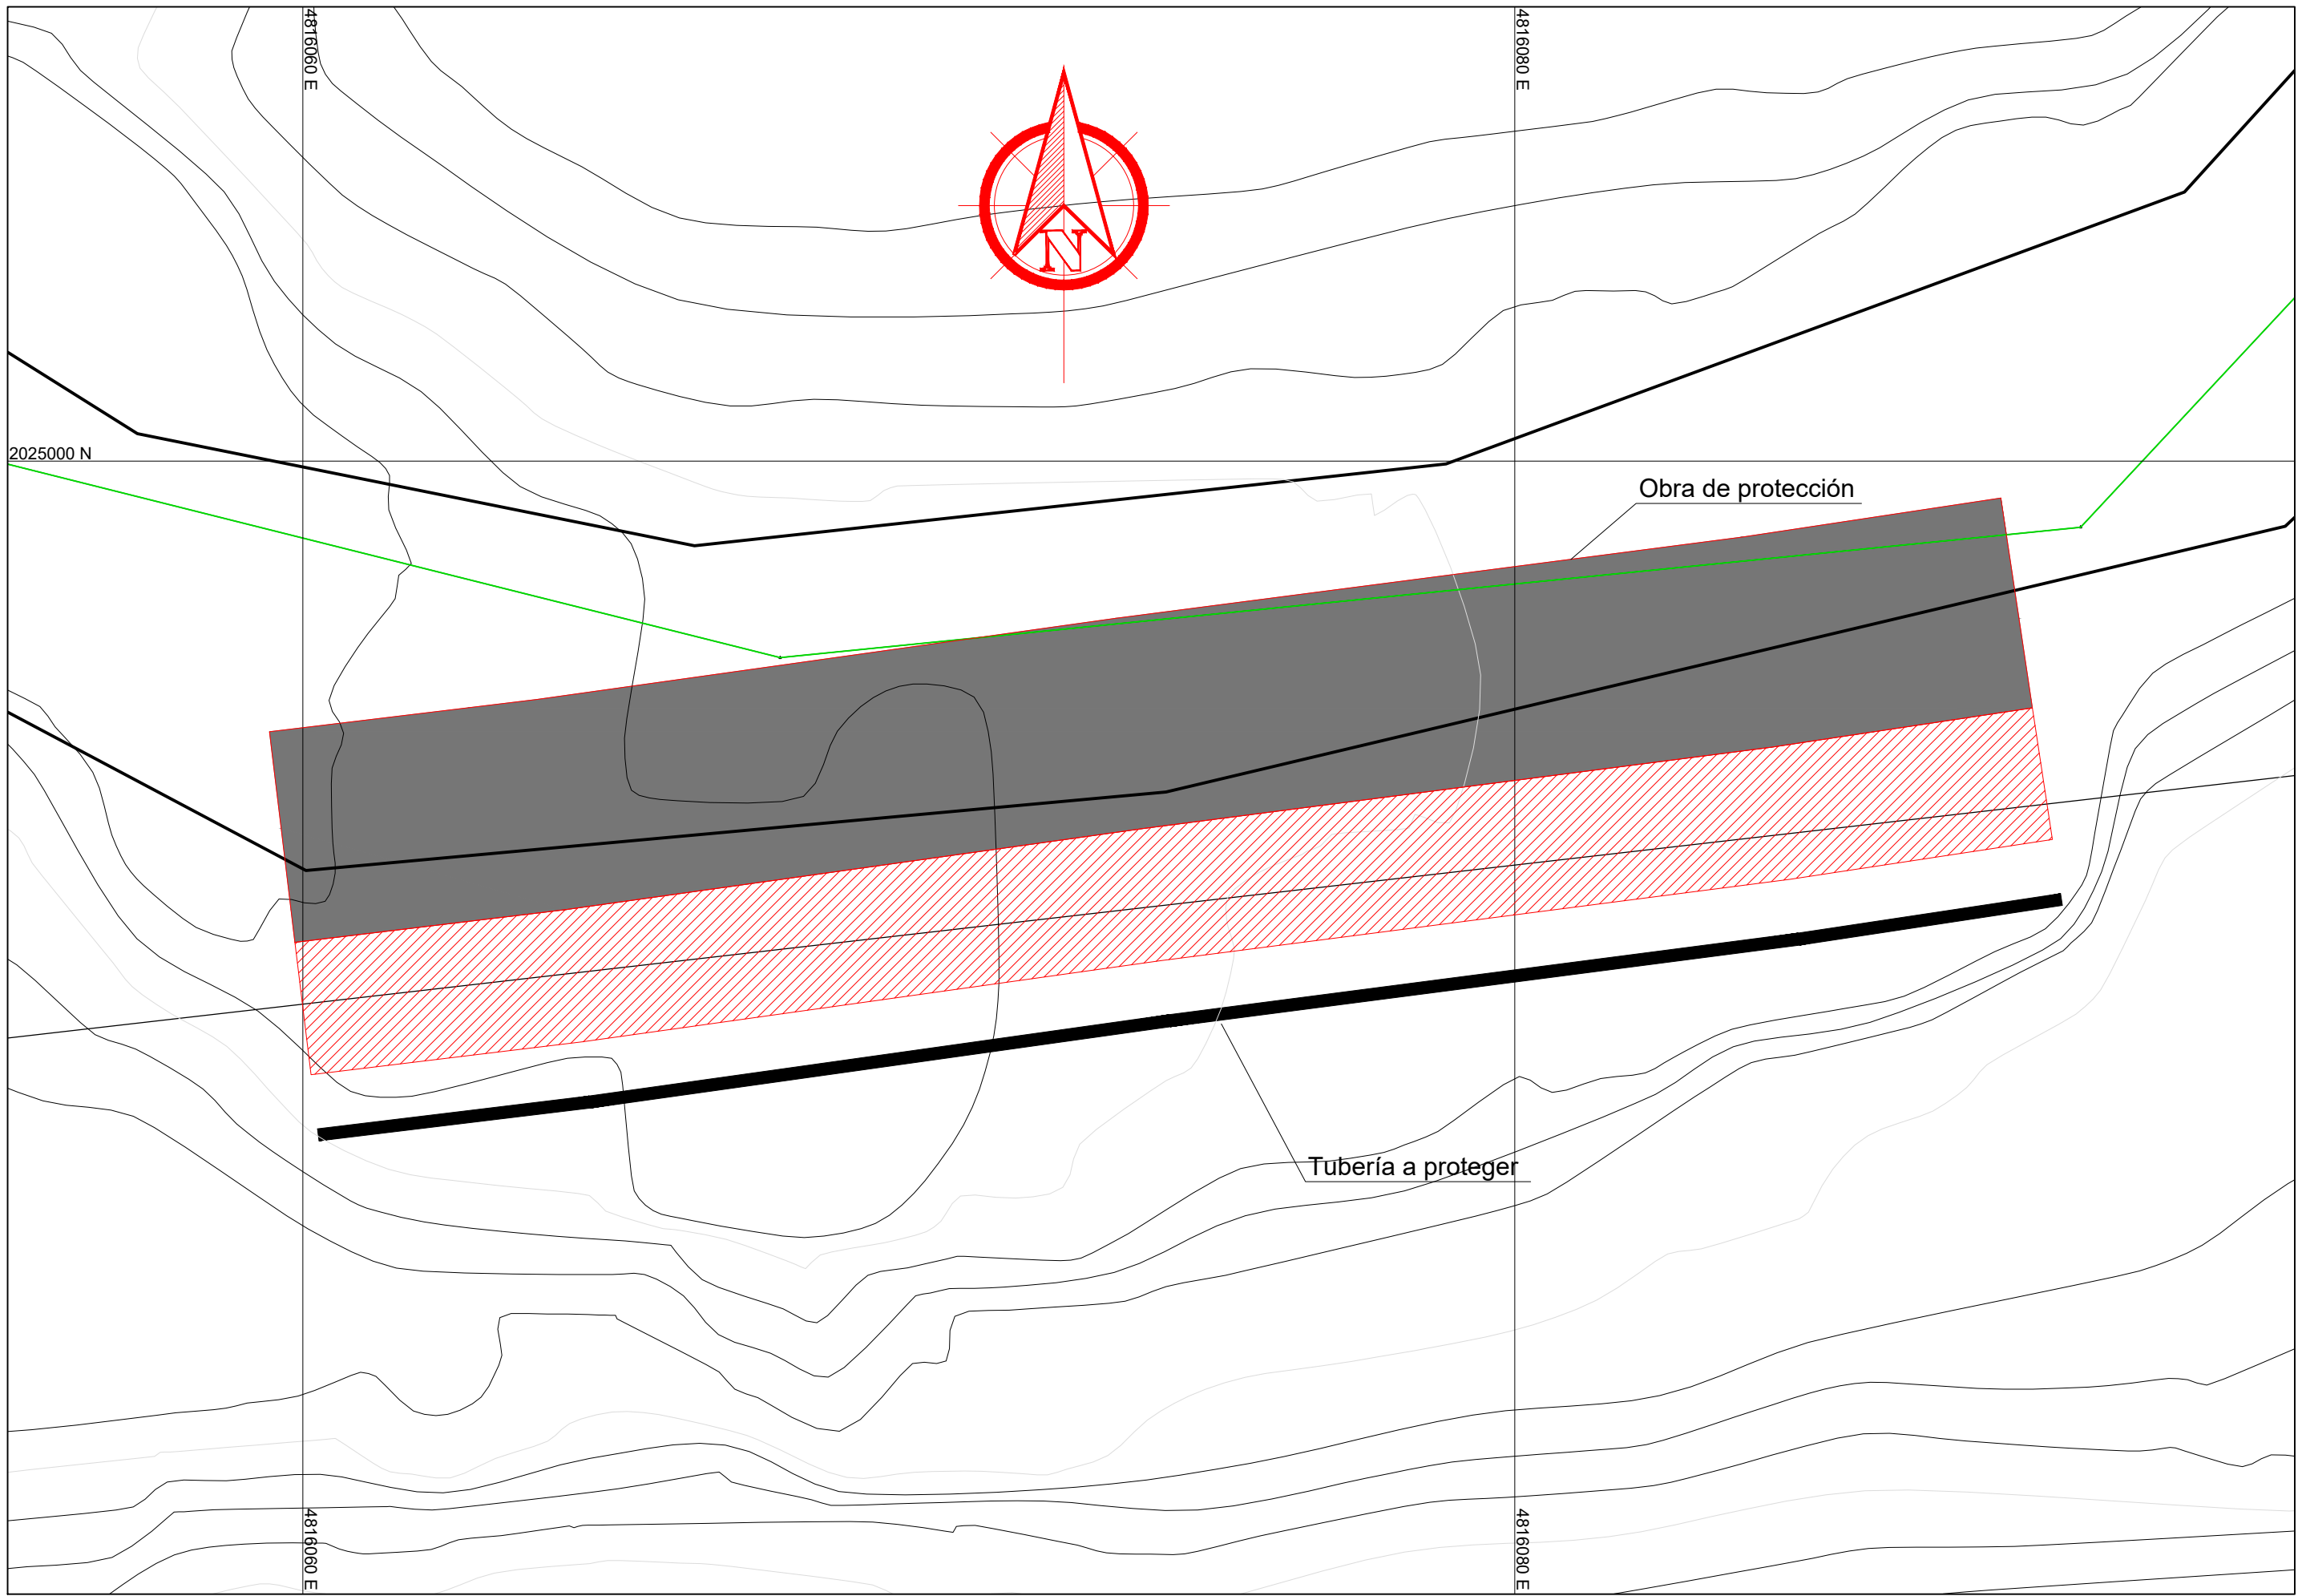 4816060 E
4816080 E
N
2025000 N
Obra de protección
Tubería a proteger
4816060 E
4816080 E